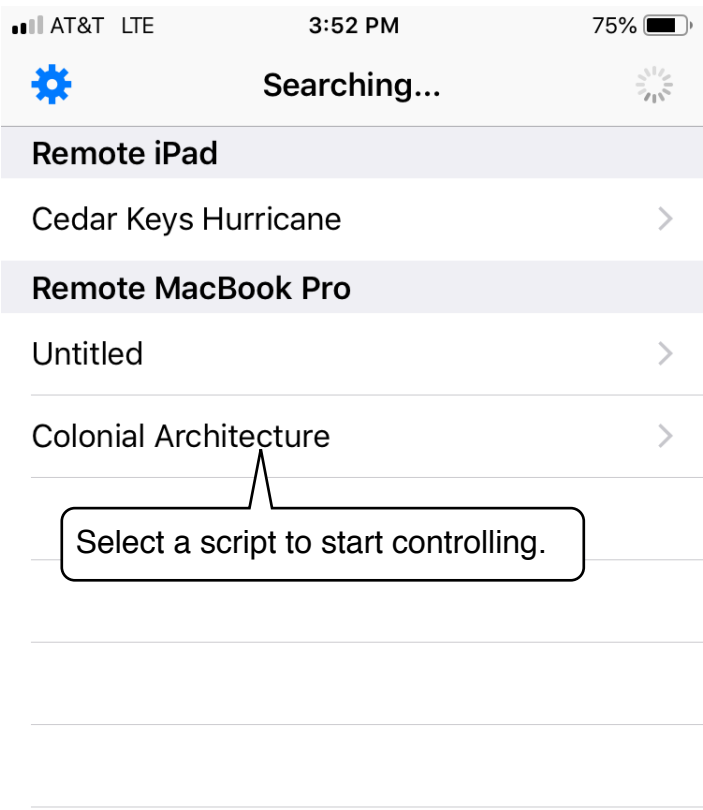 AT&T LTE 3:52 PM 75%
Searching...
Remote iPad
Cedar Keys Hurricane
Remote MacBook Pro
Untitled
Colonial Architecture
Select a script to start controlling.